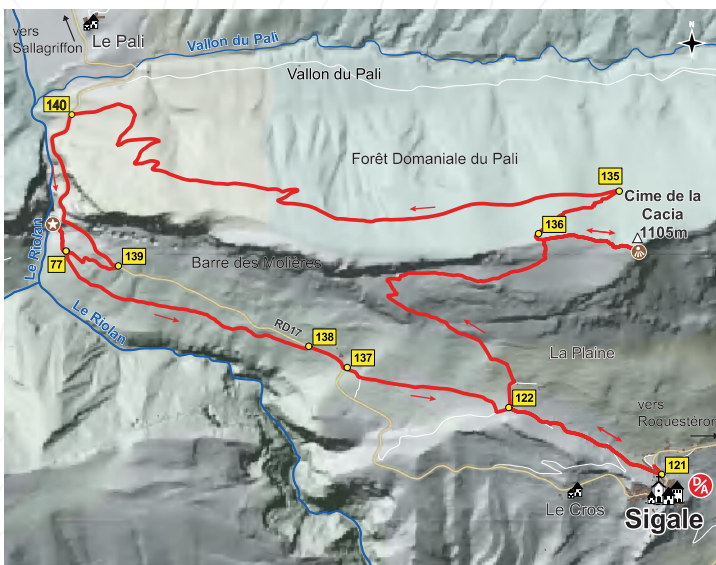 vers
Sallagriffon
Le Pali
Vallon du Pali
N
Vallon du Pali
140
Forêt Domaniale du Pali
135
Cime de la
Cacia
1105m
136
Le Riolan
77
139
Barre des Molières
Le Riolan
RD17
138
137
La Plaine
122
vers
Roquestéron
121
D/A
Le Cros
Sigale